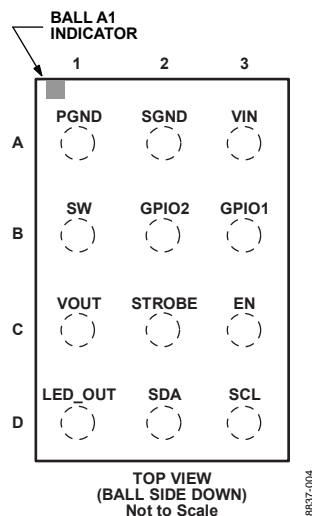 BALL A1
INDICATOR
1 2 3
A
PGND SGND VIN
B
SW GPIO2 GPIO1
C
VOUT STROBE EN
D
LED_OUT SDA SCL
TOP VIEW
(BALL SIDE DOWN)
Not to Scale
8837-004